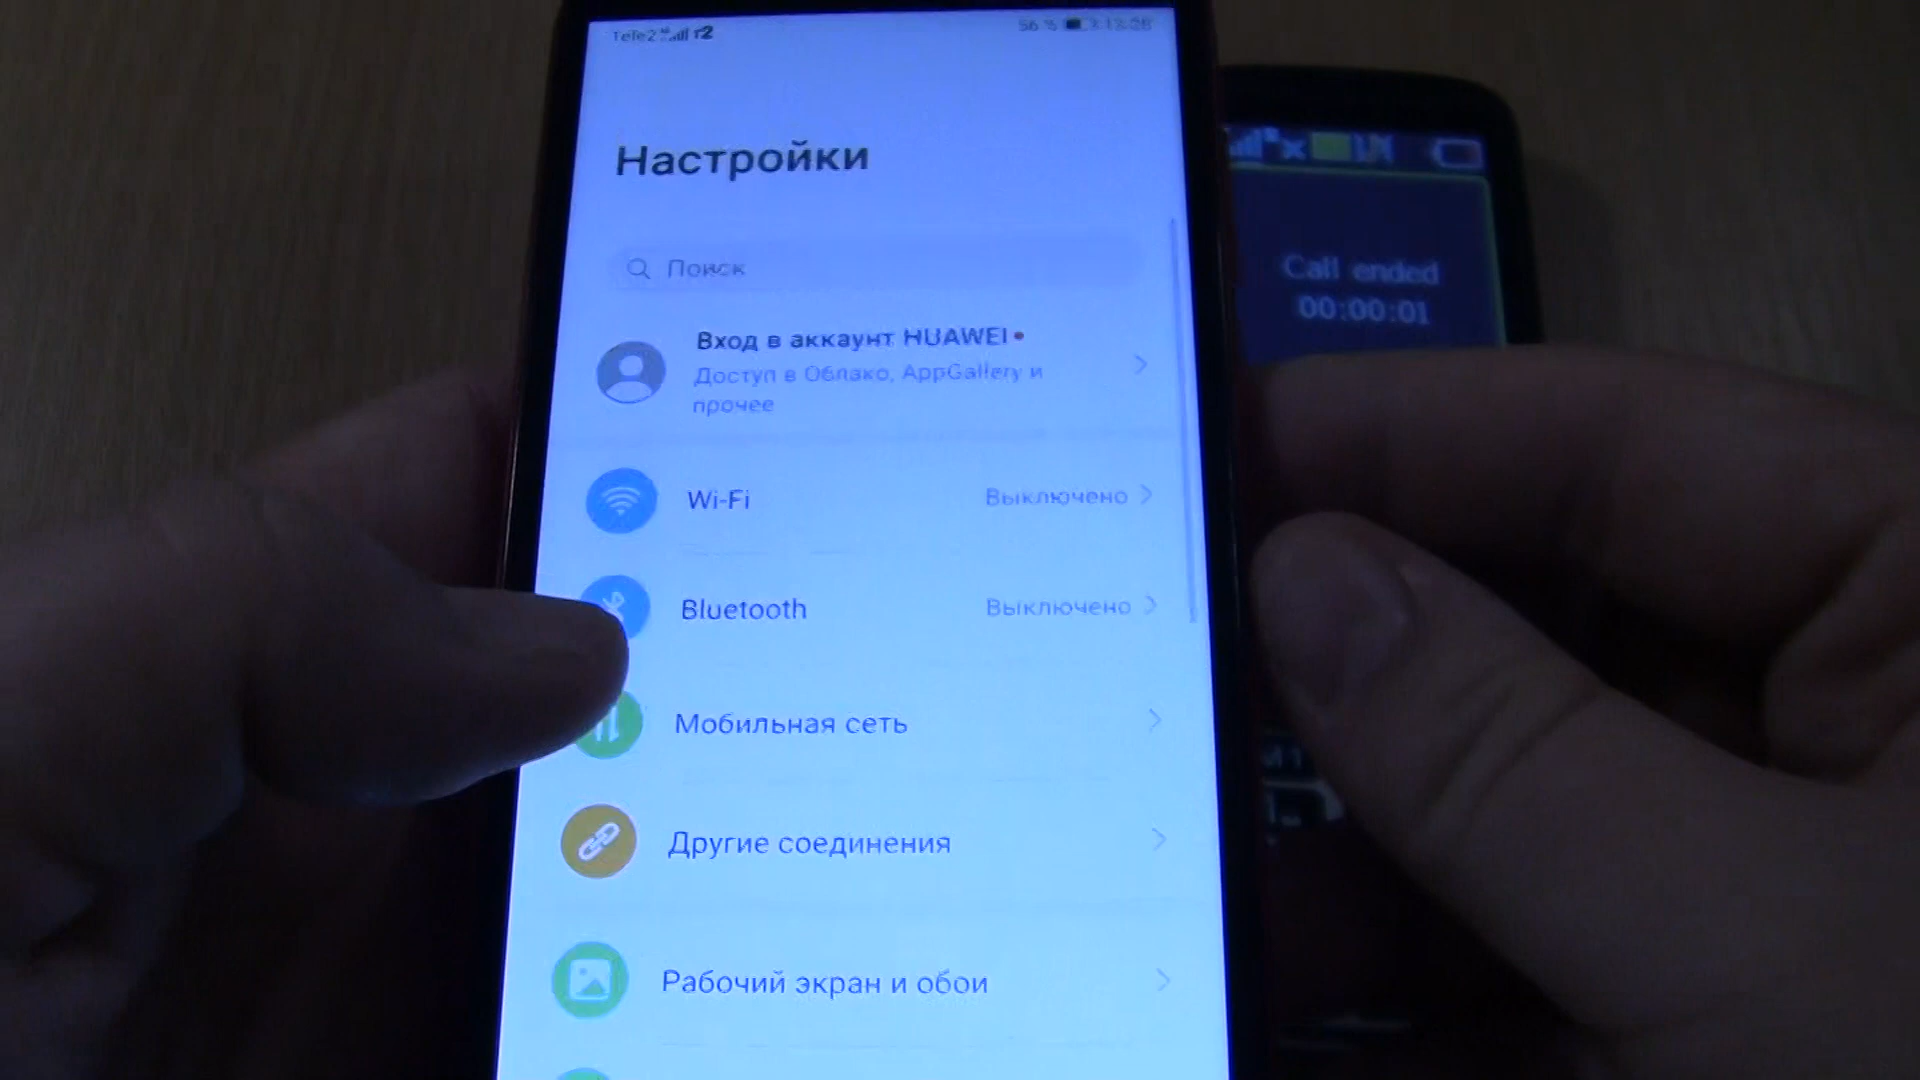 Tele2
56 %
Настройки
Поиск
Вход в аккаунт HUAWEI
Доступ в Облако, AppGallery и
прочее
Wi-Fi
Выключено
Bluetooth
Выключено
Мобильная сеть
Другие соединения
Рабочий экран и обои
Call ended
00:00:01